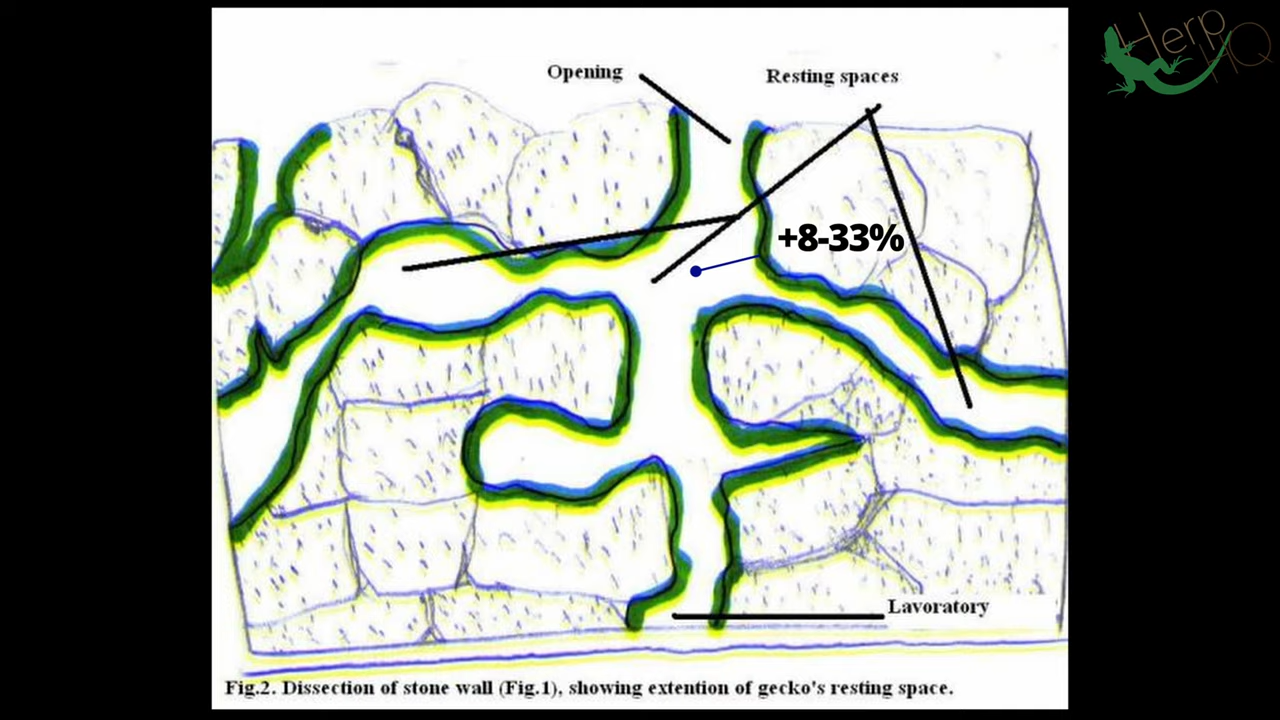 Herp
HQ
Opening
Resting spaces
+8-33%
Lavoratory
Fig.2. Dissection of stone wall (Fig.1), showing extention of gecko's resting space.